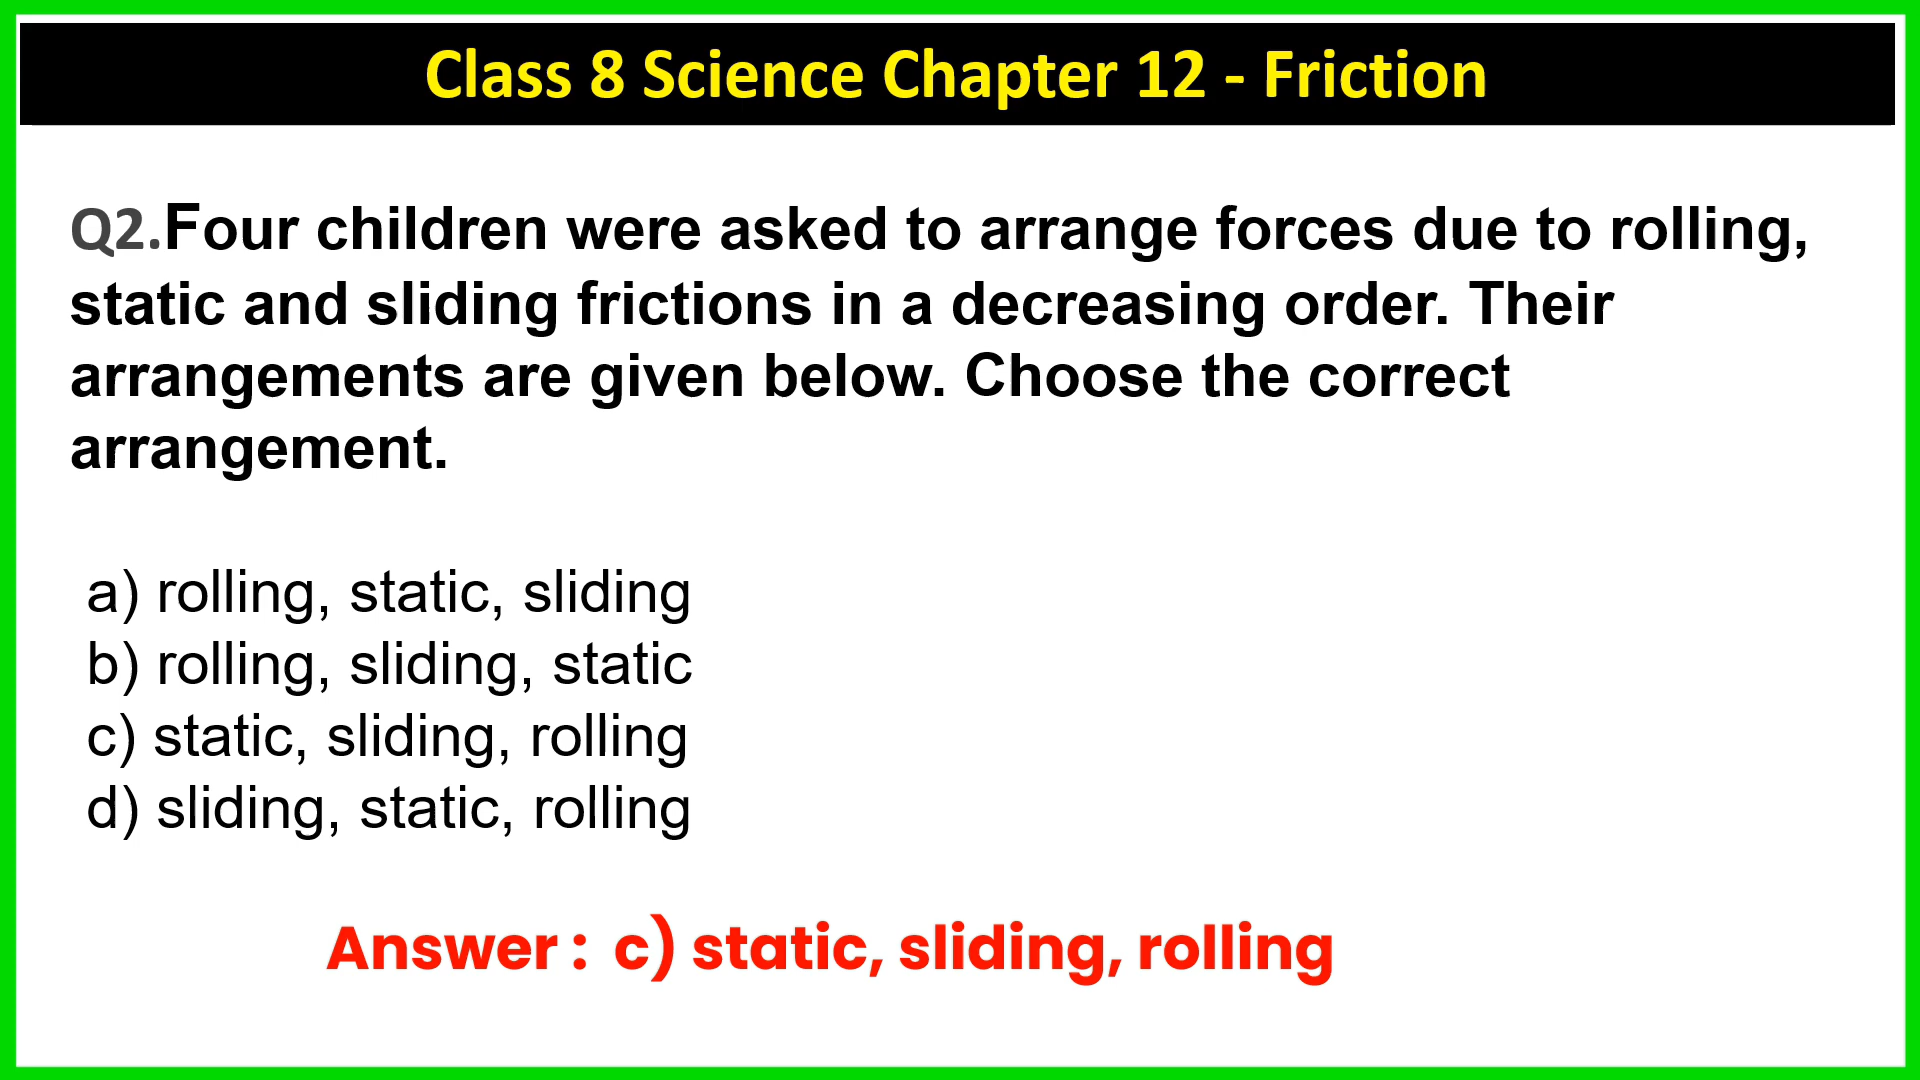 Class 8 Science Chapter 12 - Friction
Q2.Four children were asked to arrange forces due to rolling,
static and sliding frictions in a decreasing order. Their
arrangements are given below. Choose the correct
arrangement.
a) rolling, static, sliding
b) rolling, sliding, static
c) static, sliding, rolling
d) sliding, static, rolling
Answer : c) static, sliding, rolling